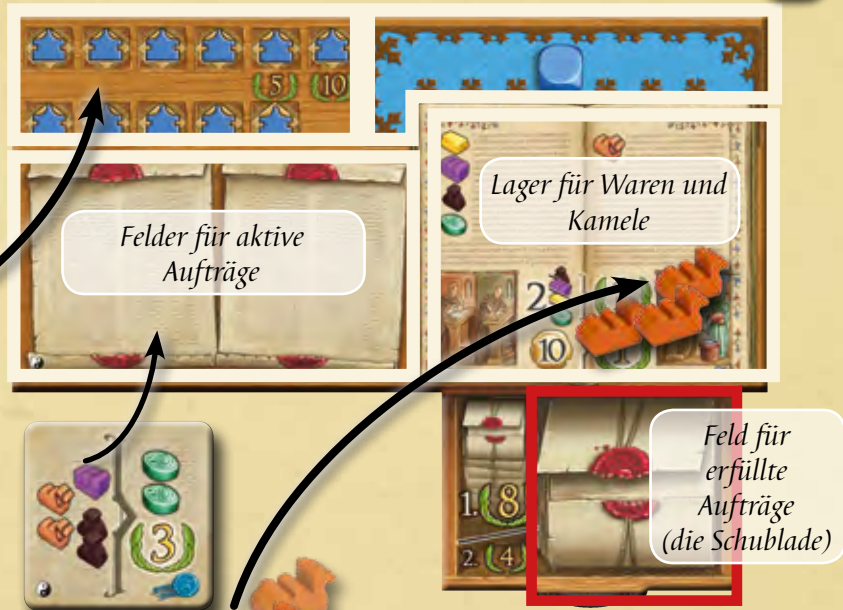 5 10
Lager für Waren und
Kamele
Felder für aktive
Aufträge
2
10
1
3
1. 8
2. 4
Feld für
erfüllte
Aufträge
(die Schublade)